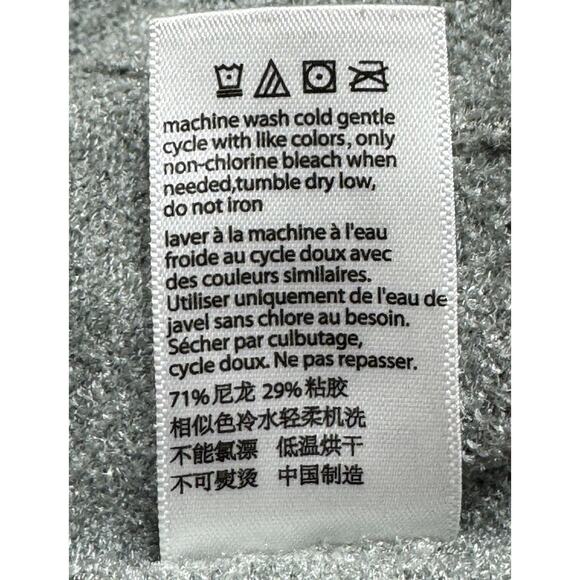 machine wash cold gentle
cycle with like colors, only
non-chlorine bleach when
needed,tumble dry low,
do not iron
laver à la machine à l'eau
froide au cycle doux avec
des couleurs similaires.
Utiliser uniquement de l'eau de
javel sans chlore au besoin.
Sécher par culbutage,
cycle doux. Ne pas repasser.
71%尼龙 29%粘胶
相似色冷水轻柔机洗
不能氯漂 低温烘干
不可熨烫 中国制造